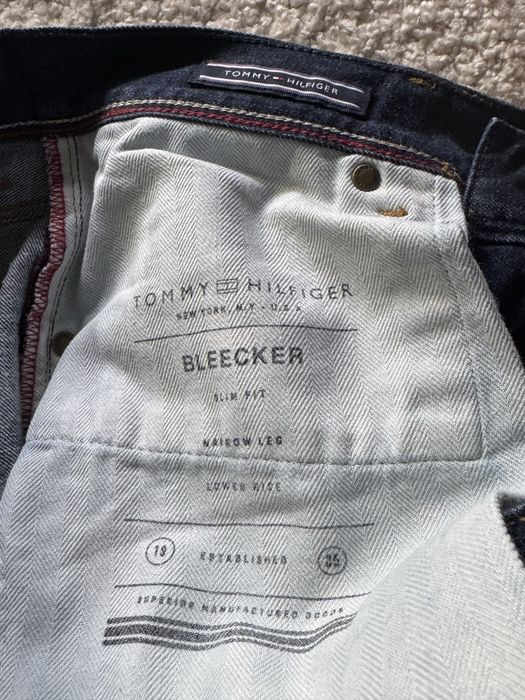 TOMMY HILFIGER
TOMMY HILFIGER
NEW YORK, N.Y - U.S.A
BLEECKER
SLIM FIT
NARROW LEG
LOWER RISE
19 ESTABLISHED 85
SUPERIOR MANUFACTURED GOODS